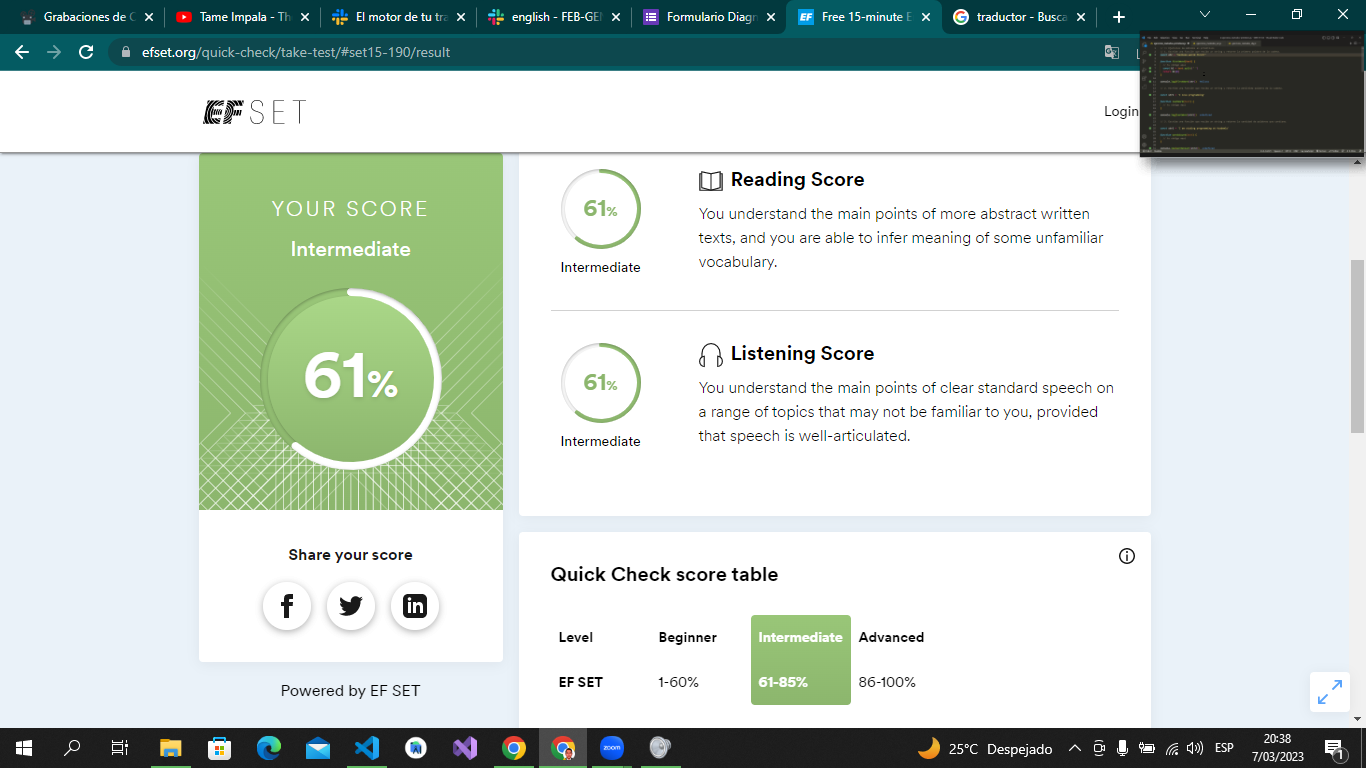 Grabaciones de C
Tame Impala - Th
El motor de tu tra
english - FEB-GEN
Formulario Diagn
EF Free 15-minute E
traductor - Busca
efset.org/quick-check/take-test/#set15-190/result
EF SET
Login
YOUR SCORE
Intermediate
61%
Share your score
Powered by EF SET
61%
Intermediate
Reading Score
You understand the main points of more abstract written
texts, and you are able to infer meaning of some unfamiliar
vocabulary.
61%
Intermediate
Listening Score
You understand the main points of clear standard speech on
a range of topics that may not be familiar to you, provided
that speech is well-articulated.
Quick Check score table
Level Beginner Intermediate Advanced
EF SET 1-60% 61-85% 86-100%
zoom
25°C Despejado
ESP
20:38
7/03/2023
1